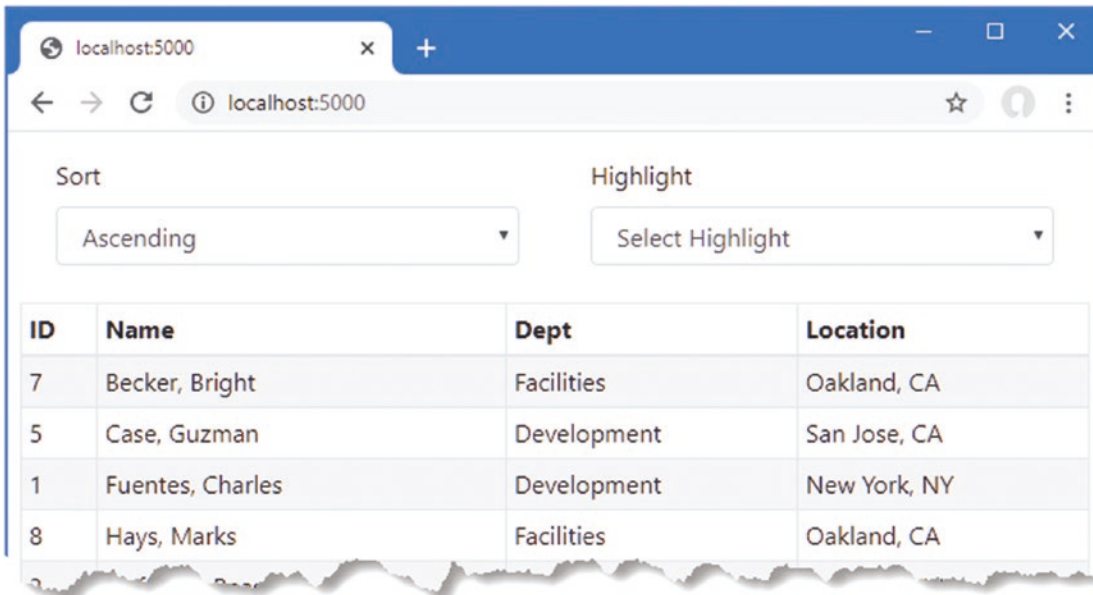 localhost:5000
localhost:5000
Sort Highlight
Ascending Select Highlight
ID Name Dept Location
7 Becker, Bright Facilities Oakland, CA
5 Case, Guzman Development San Jose, CA
1 Fuentes, Charles Development New York, NY
8 Hays, Marks Facilities Oakland, CA